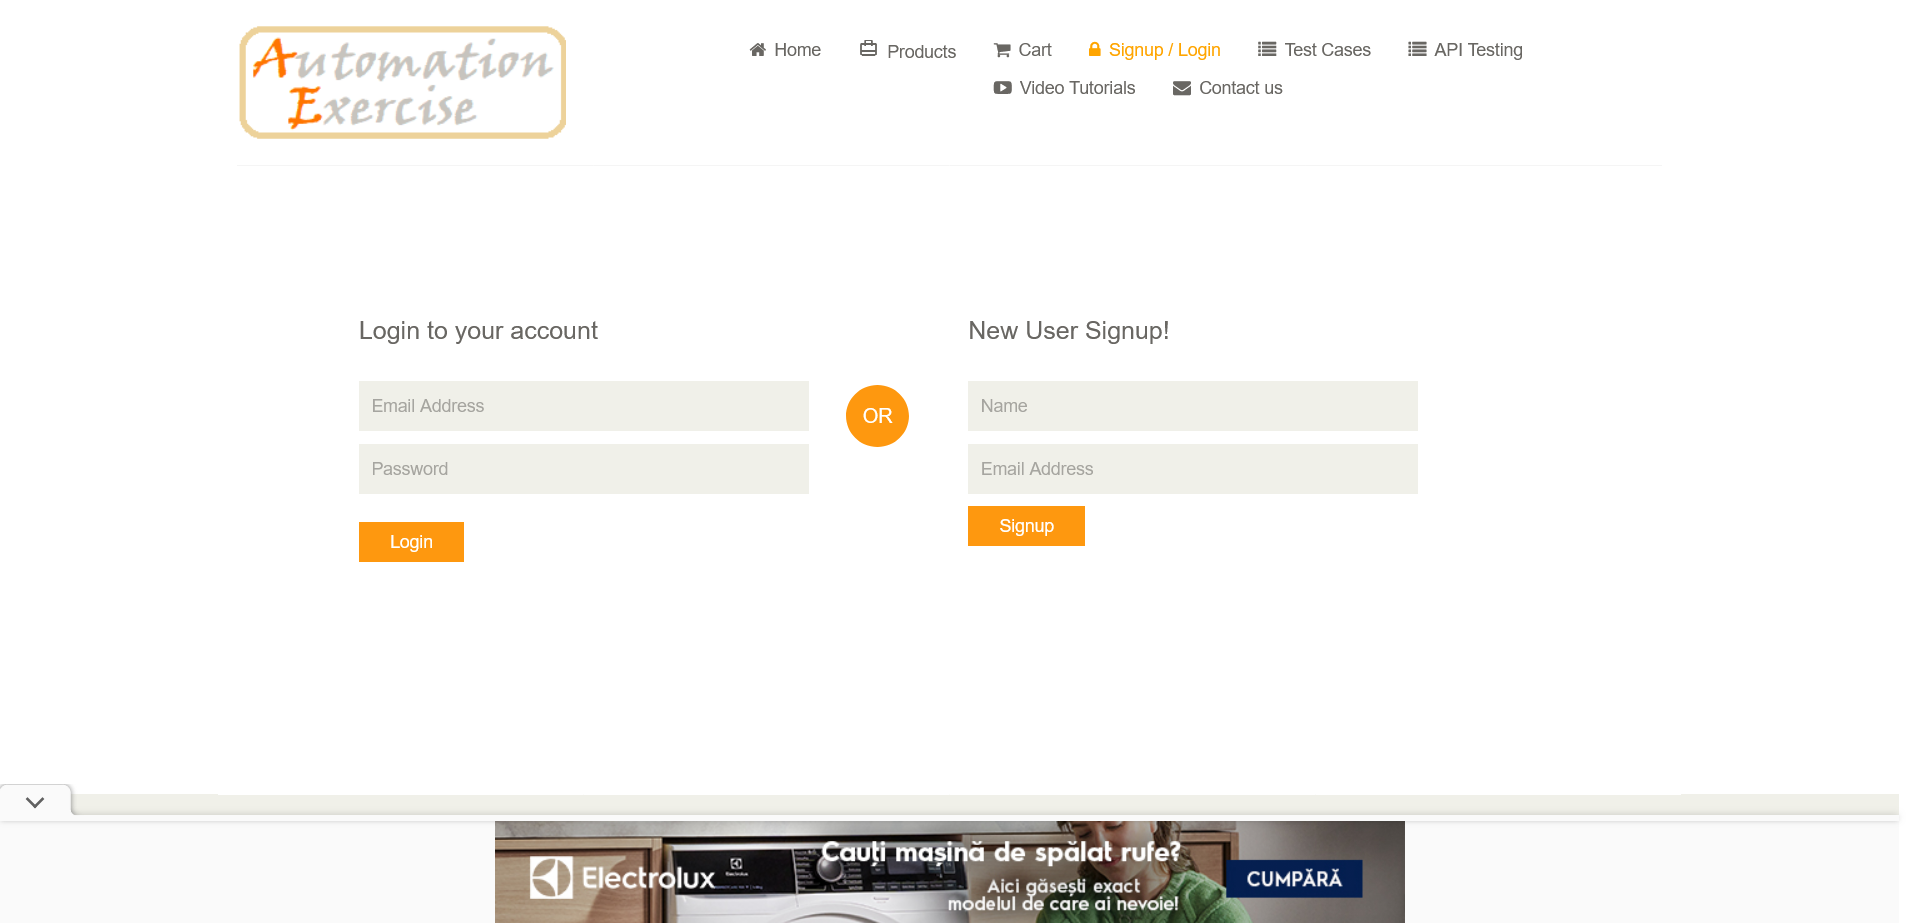 Automation
Exercise
Home
Products
Cart
Signup / Login
Test Cases
API Testing
Video Tutorials
Contact us
Login to your account
Email Address
Password
Login
OR
New User Signup!
Name
Email Address
Signup
Electrolux
Cauți mașină de spălat rufe?
Aici găsești exact
modelul de care ai nevoie!
CUMPĂRĂ